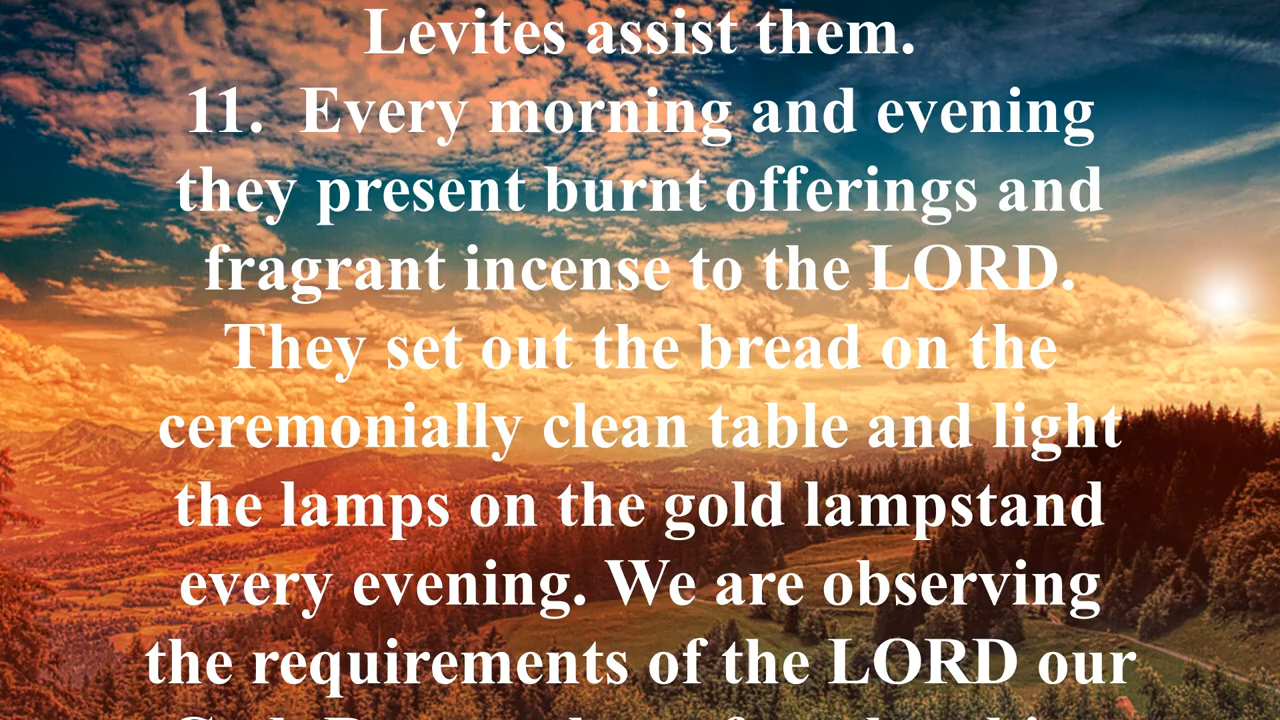 Levites assist them.
11.  Every morning and evening
they present burnt offerings and
fragrant incense to the LORD.
They set out the bread on the
ceremonially clean table and light
the lamps on the gold lampstand
every evening. We are observing
the requirements of the LORD our